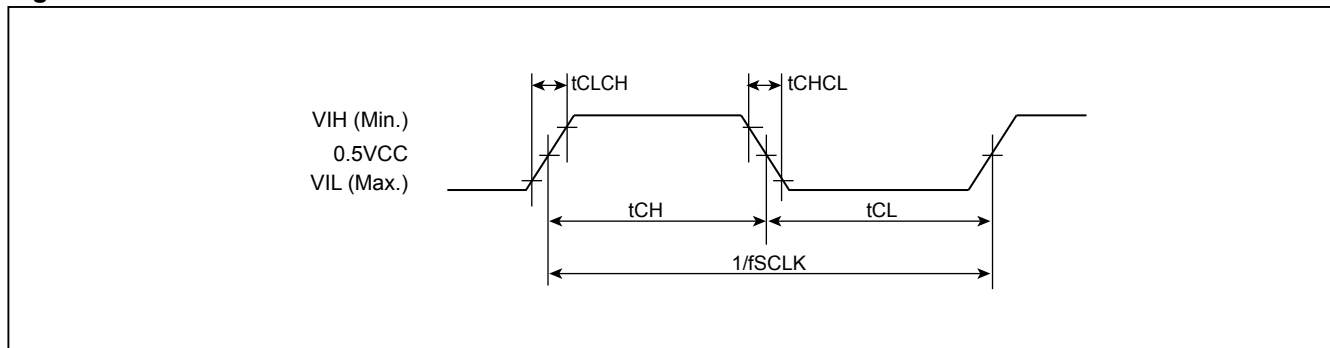 tCLCH
tCHCL
VIH (Min.)
0.5VCC
VIL (Max.)
tCH
tCL
1/fSCLK